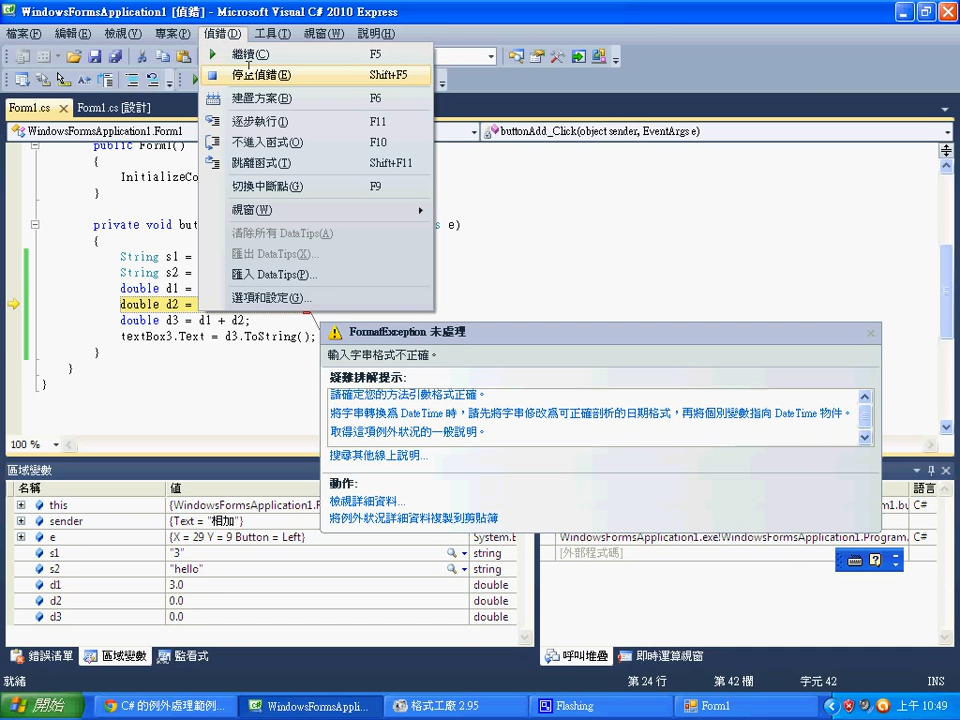 WindowsFormsApplication1 [偵錯] - Microsoft Visual C# 2010 Express
檔案(F) 編輯(E) 檢視(V) 專案(P) 偵錯(D) 工具(T) 視窗(W) 說明(H)
繼續(C) F5
停止偵錯(E) Shift+F5
建置方案(B) F6
逐步執行(I) F11
不進入函式(O) F10
跳離函式(T) Shift+F11
切換中斷點(G) F9
視窗(W)
清除所有 DataTips(A)
匯出 DataTips(X)...
匯入 DataTips(P)...
選項和設定(G)...
Form1.cs Form1.cs [設計]
WindowsFormsApplication1.Form1 buttonAdd_Click(object sender, EventArgs e)
public Form1()
{
InitializeCo
}
private void but s e)
{
String s1 =
String s2 =
double d1 =
double d2 =
double d3 = d1 + d2;
textBox3.Text = d3.ToString();
}
}
}
100 %
FormatException 未處理
輸入字串格式不正確。
疑難排解提示:
請確定您的方法引數格式正確。
將字串轉換為 DateTime 時，請先將字串修改為可正確剖析的日期格式，再將個別變數指向 DateTime 物件。
取得這項例外狀況的一般說明。
搜尋其他線上說明...
動作:
檢視詳細資料...
將例外狀況詳細資料複製到剪貼簿
區域變數
名稱 值 語言
this {WindowsFormsApplication1.F 1.bu C#
sender {Text = "相加"}
e {X = 29 Y = 9 Button = Left} System.E WindowsFormsApplication1.exe!WindowsFormsApplication1.Program. C#
s1 "3" string [外部程式碼]
s2 "hello" string
d1 3.0 double
d2 0.0 double
d3 0.0 double
錯誤清單 區域變數 監看式 呼叫堆疊 即時運算視窗
就緒 第 24 行 第 42 欄 字元 42 INS
開始 C# 的例外處理範例... WindowsFormsAppli... 格式工廠 2.95 Flashing Form1 上午 10:49